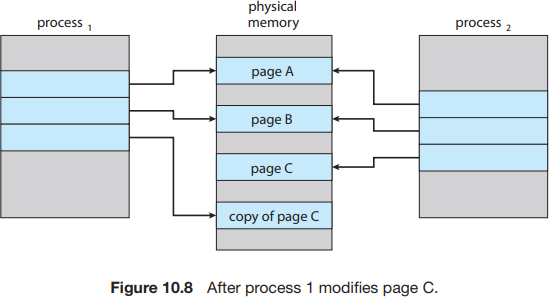 physical
memory
process 1
process 2
page A
page B
page C
copy of page C
Figure 10.8 After process 1 modifies page C.